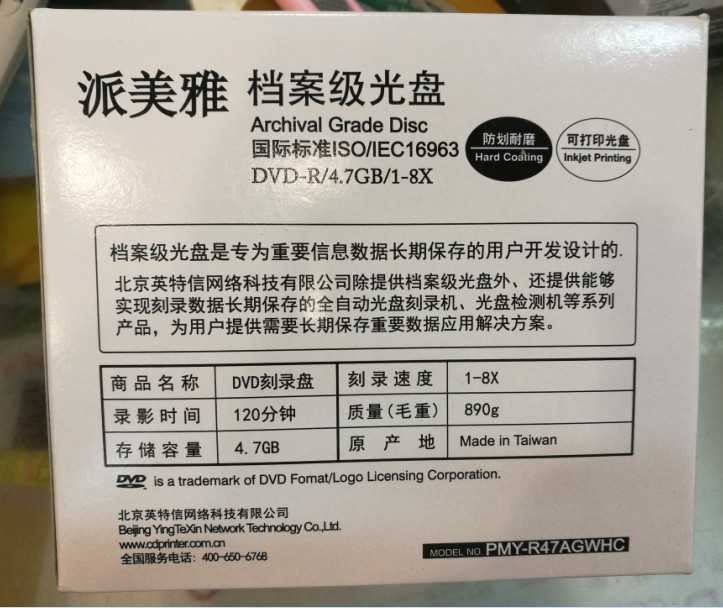 派美雅 档案级光盘
Archival Grade Disc
国际标准ISO/IEC16963
DVD-R/4.7GB/1-8X
防划耐磨
Hard Coating
可打印光盘
Inkjet Printing
档案级光盘是专为重要信息数据长期保存的用户开发设计的.
北京英特信网络科技有限公司除提供档案级光盘外、还提供能够
实现刻录数据长期保存的全自动光盘刻录机、光盘检测机等系列
产品，为用户提供需要长期保存重要数据应用解决方案。
商品名称 DVD刻录盘 刻录速度 1-8X
录影时间 120分钟 质量(毛重) 890g
存储容量 4.7GB 原产地 Made in Taiwan
DVD is a trademark of DVD Fomat/Logo Licensing Corporation.
北京英特信网络科技有限公司
Beijing YingTeXin Network Technology Co.,Ltd.
www.cdprinter.com.cn
全国服务电话: 400-650-6768
MODEL NO. PMY-R47AGWHC